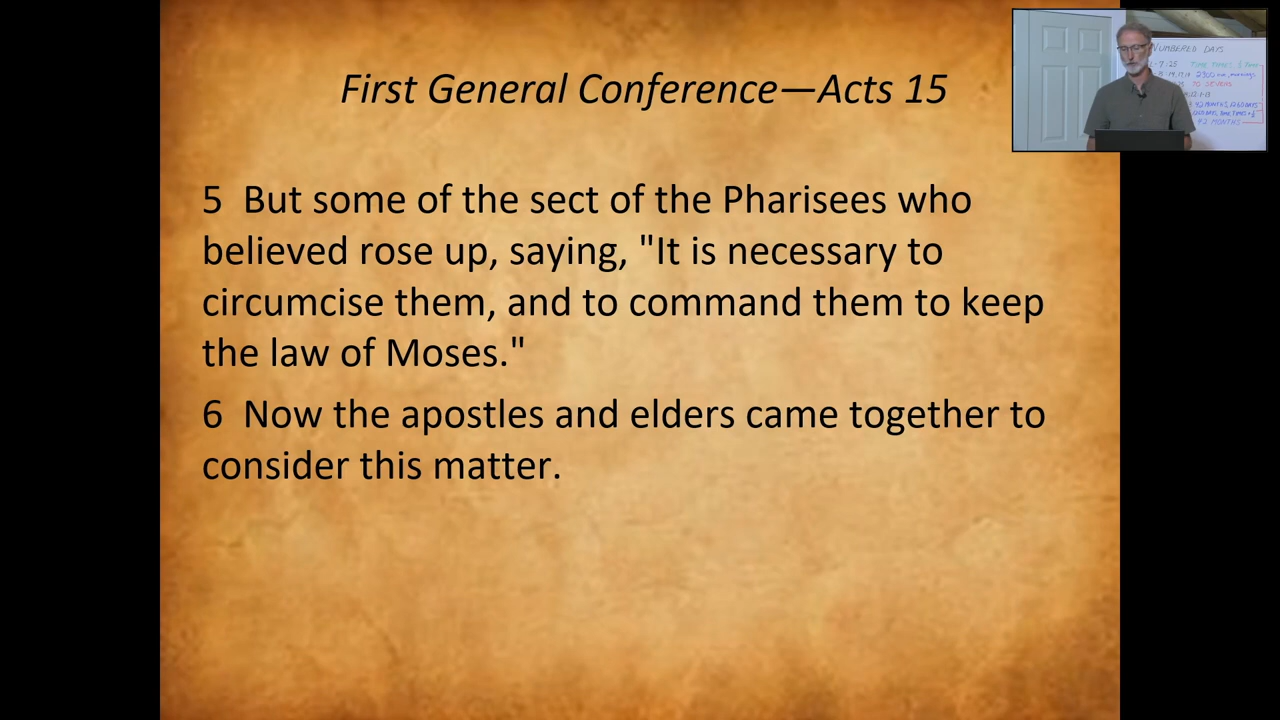 First General Conference—Acts 15
5 But some of the sect of the Pharisees who
believed rose up, saying, "It is necessary to
circumcise them, and to command them to keep
the law of Moses."
6 Now the apostles and elders came together to
consider this matter.
NUMBERED DAYS
42 MONTHS